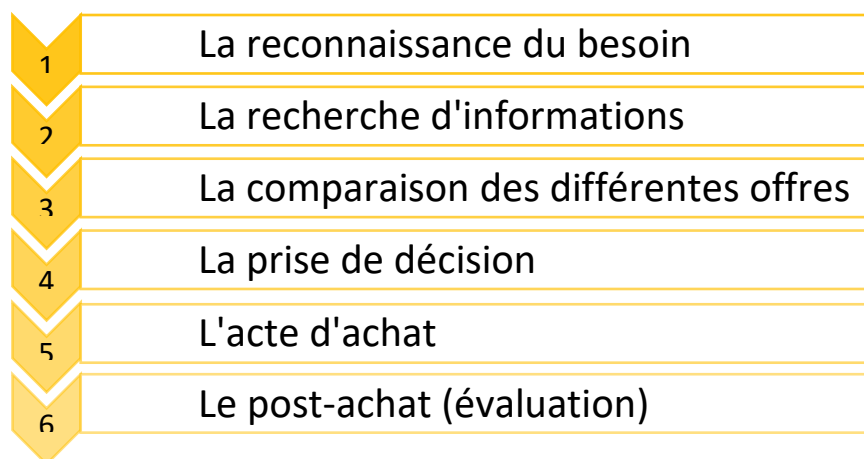 1 La reconnaissance du besoin
2 La recherche d'informations
3 La comparaison des différentes offres
4 La prise de décision
5 L'acte d'achat
6 Le post-achat (évaluation)